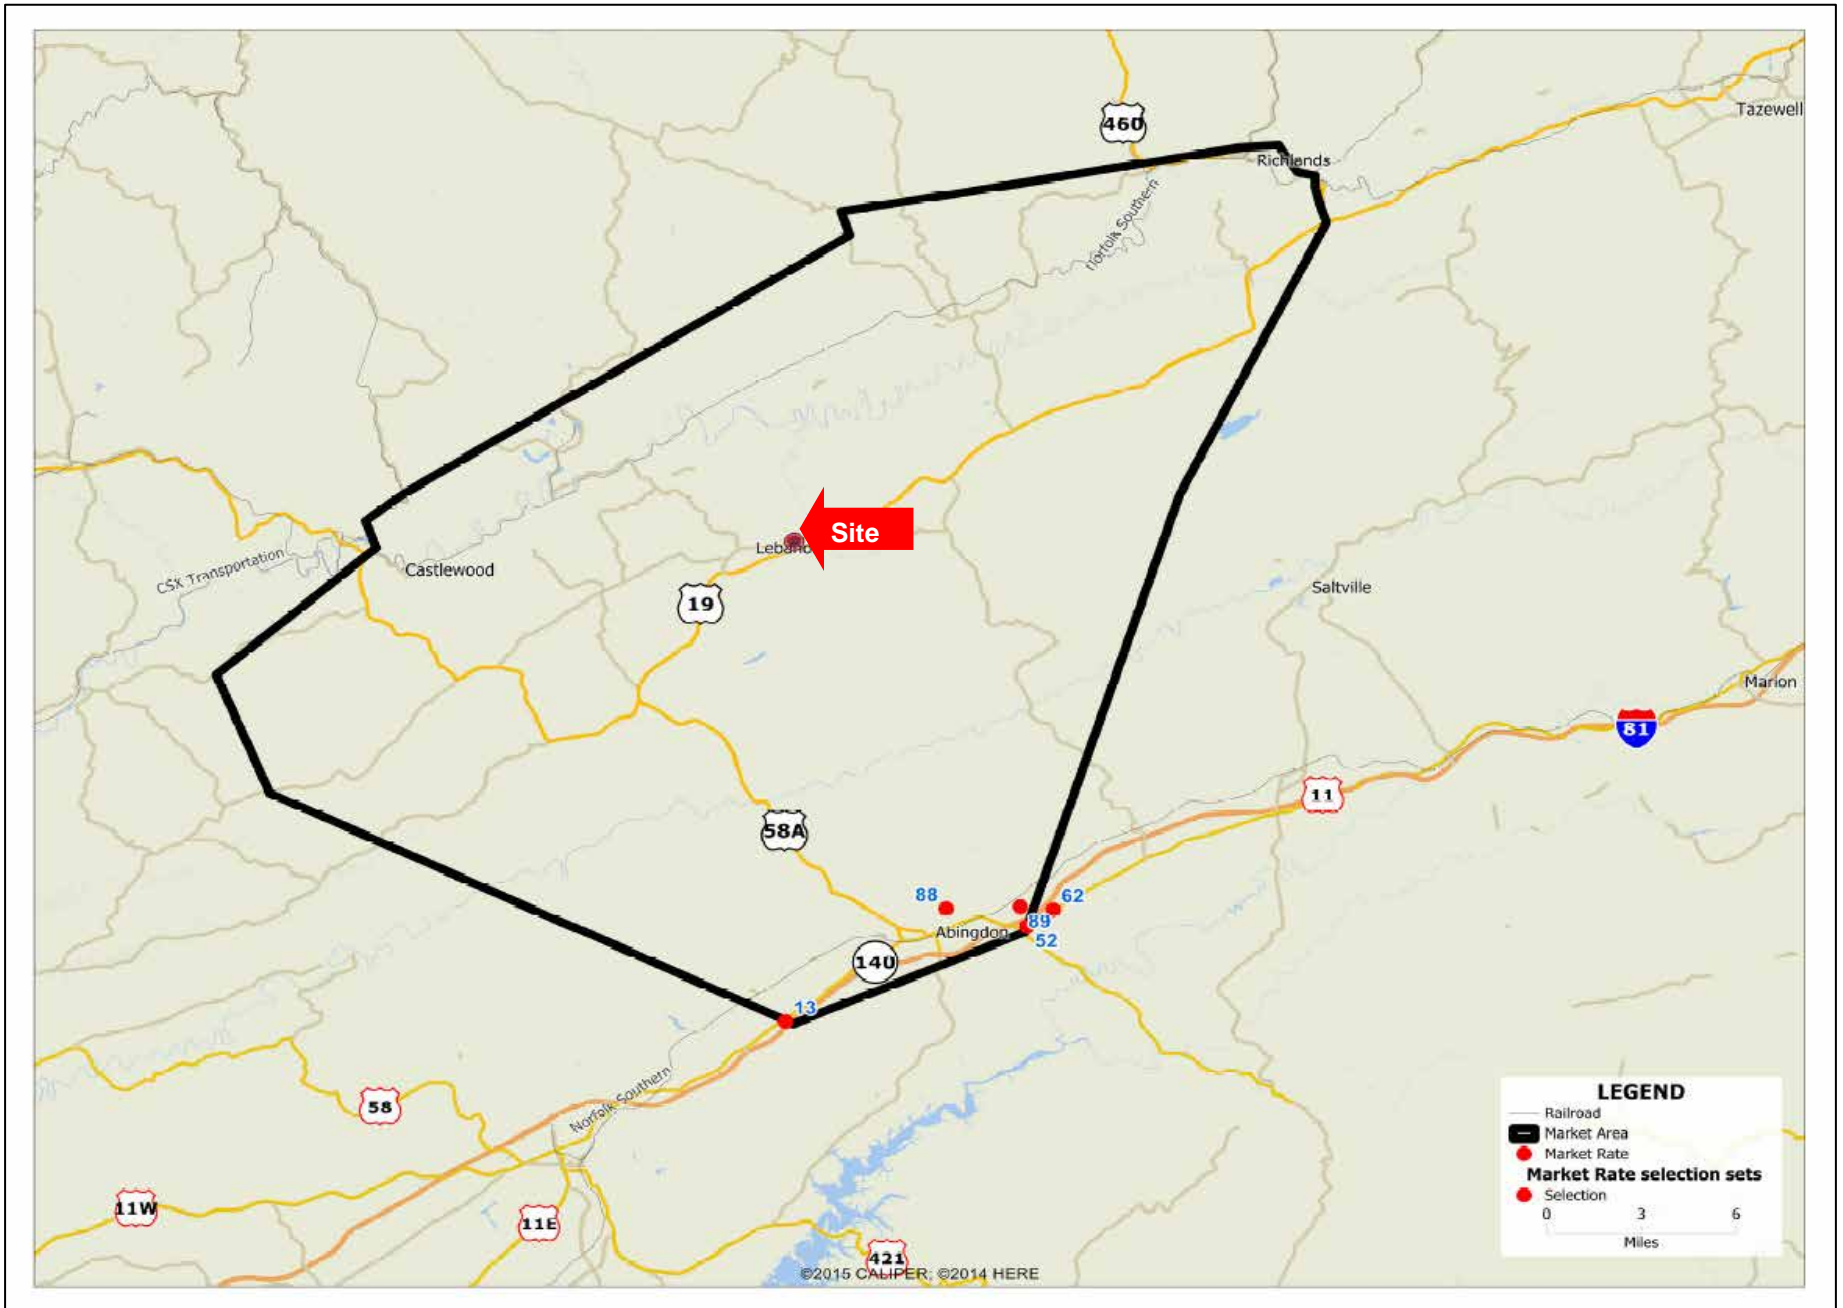 460
Tazewell
Richlands
Norfolk Southern
Site
Lebano
CSX Transportation
Castlewood
19
Saltville
Marion
81
11
58A
88
62
89
Abingdon
52
140
13
Norfolk Southern
58
11W
11E
421
LEGEND
Railroad
Market Area
Market Rate
Market Rate selection sets
Selection
0 3 6
Miles
©2015 CALIPER; ©2014 HERE